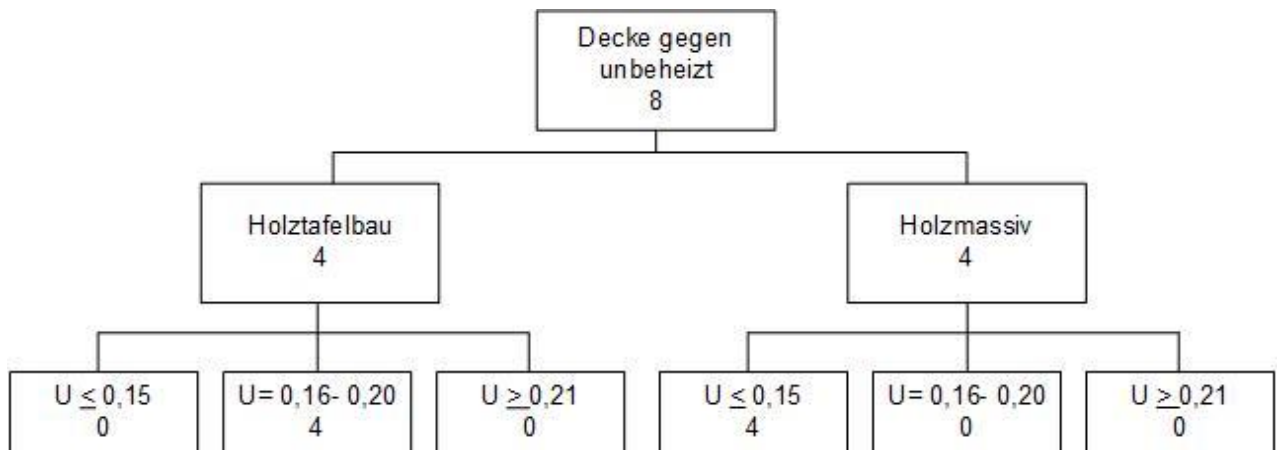 Decke gegen
unbeheizt
8
Holztafelbau
4
Holzmassiv
4
U ≤ 0,15
0
U= 0,16- 0,20
4
U ≥ 0,21
0
U ≤ 0,15
4
U= 0,16- 0,20
0
U ≥ 0,21
0